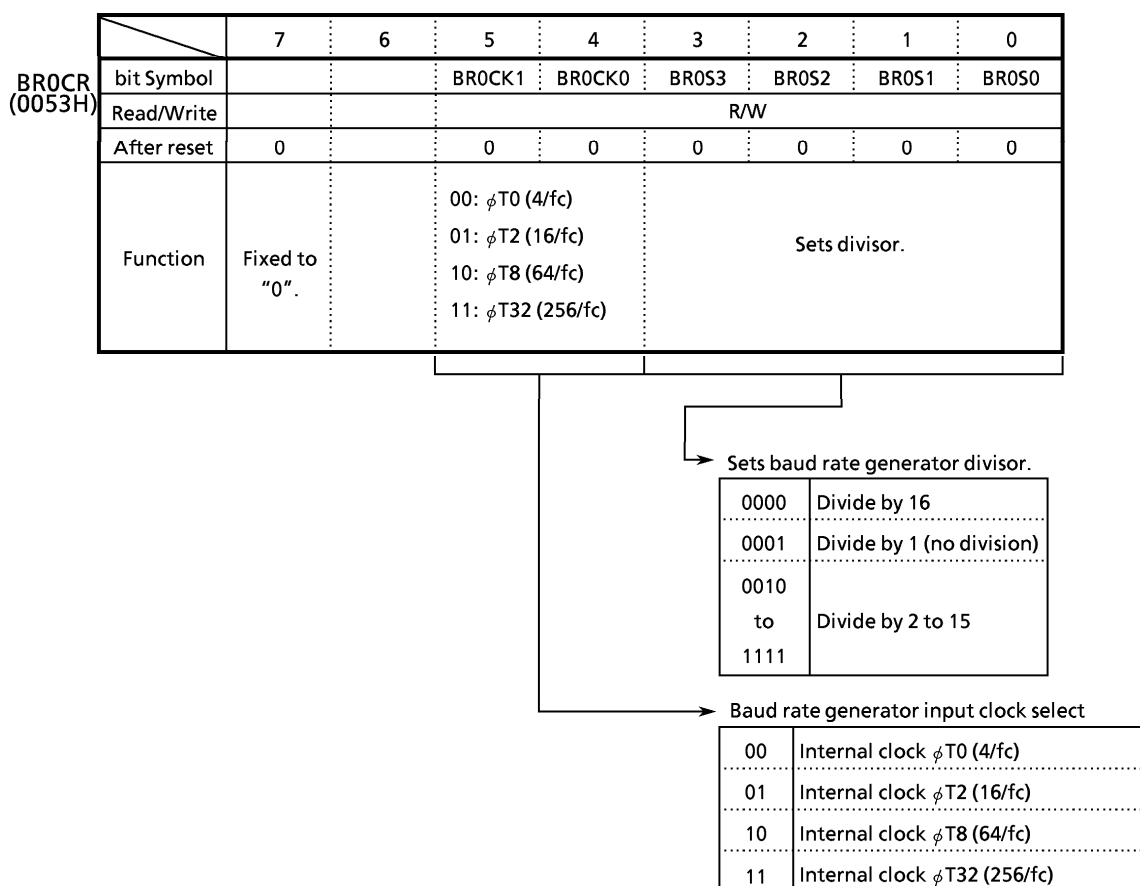 7 6 5 4 3 2 1 0
BR0CR
(0053H)
bit Symbol BR0CK1 BR0CK0 BR0S3 BR0S2 BR0S1 BR0S0
Read/Write R/W
After reset 0 0 0 0 0 0 0
Function
Fixed to
“0”.
00: φT0 (4/fc)
01: φT2 (16/fc)
10: φT8 (64/fc)
11: φT32 (256/fc)
Sets divisor.
Sets baud rate generator divisor.
0000 Divide by 16
0001 Divide by 1 (no division)
0010
to Divide by 2 to 15
1111
Baud rate generator input clock select
00 Internal clock φT0 (4/fc)
01 Internal clock φT2 (16/fc)
10 Internal clock φT8 (64/fc)
11 Internal clock φT32 (256/fc)